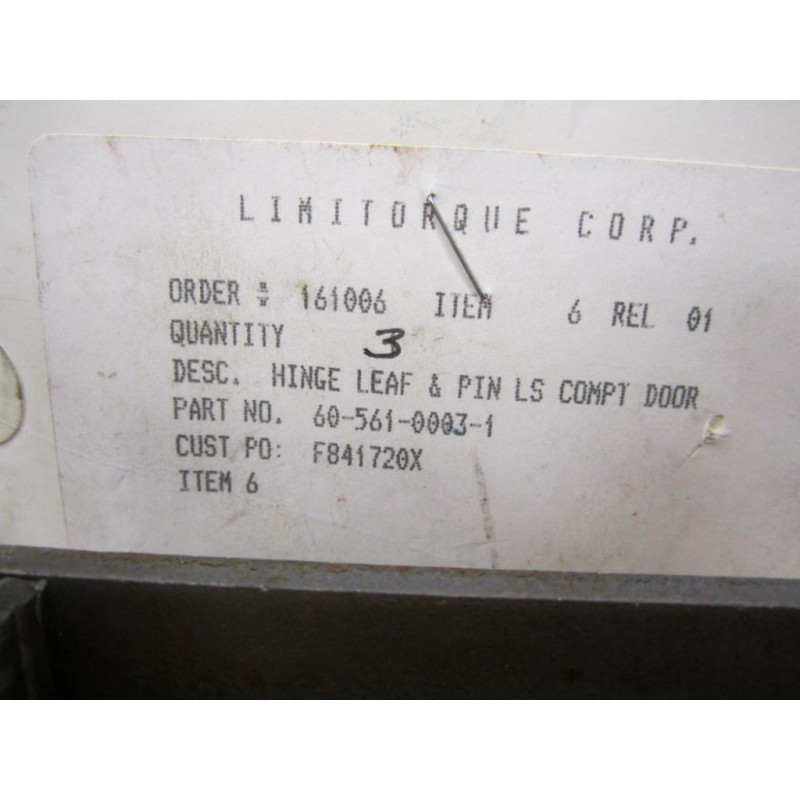 LIMITORQUE CORP.
ORDER # 161006 ITEM 6 REL 01
QUANTITY 3
DESC. HINGE LEAF & PIN LS COMPT DOOR
PART NO. 60-561-0003-1
CUST PO: F841720X
ITEM 6